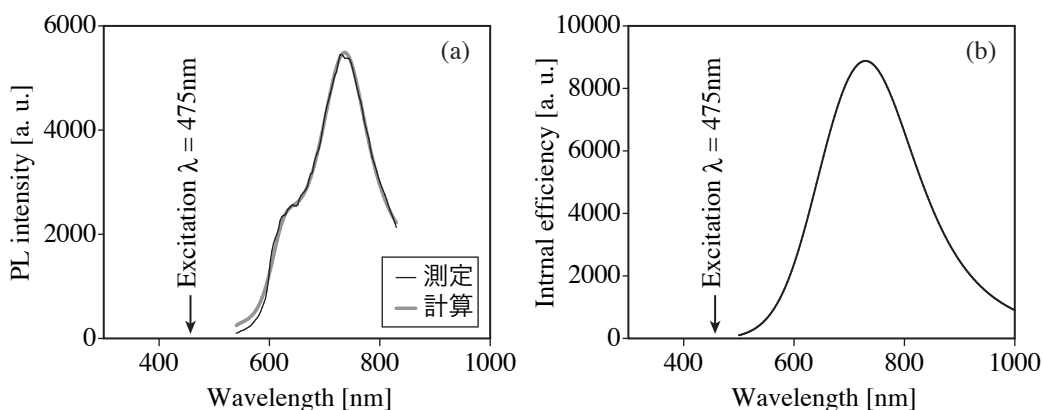 6000
4000
2000
0
PL intensity [a. u.]
(a)
Excitation λ = 475nm
測定
計算
400 600 800 1000
Wavelength [nm]
10000
8000
6000
4000
2000
0
Intrnal efficiency [a. u.]
(b)
Excitation λ = 475nm
400 600 800 1000
Wavelength [nm]